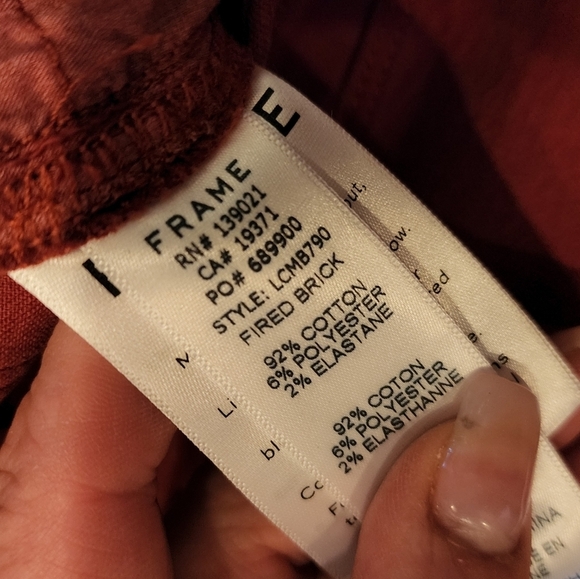 FRAME
RN# 139021
CA# 19371
PO# 689900
STYLE: LCMB790
FIRED BRICK
92% COTTON
6% POLYESTER
2% ELASTANE
92% COTON
6% POLYESTER
2% ELASTHANNE